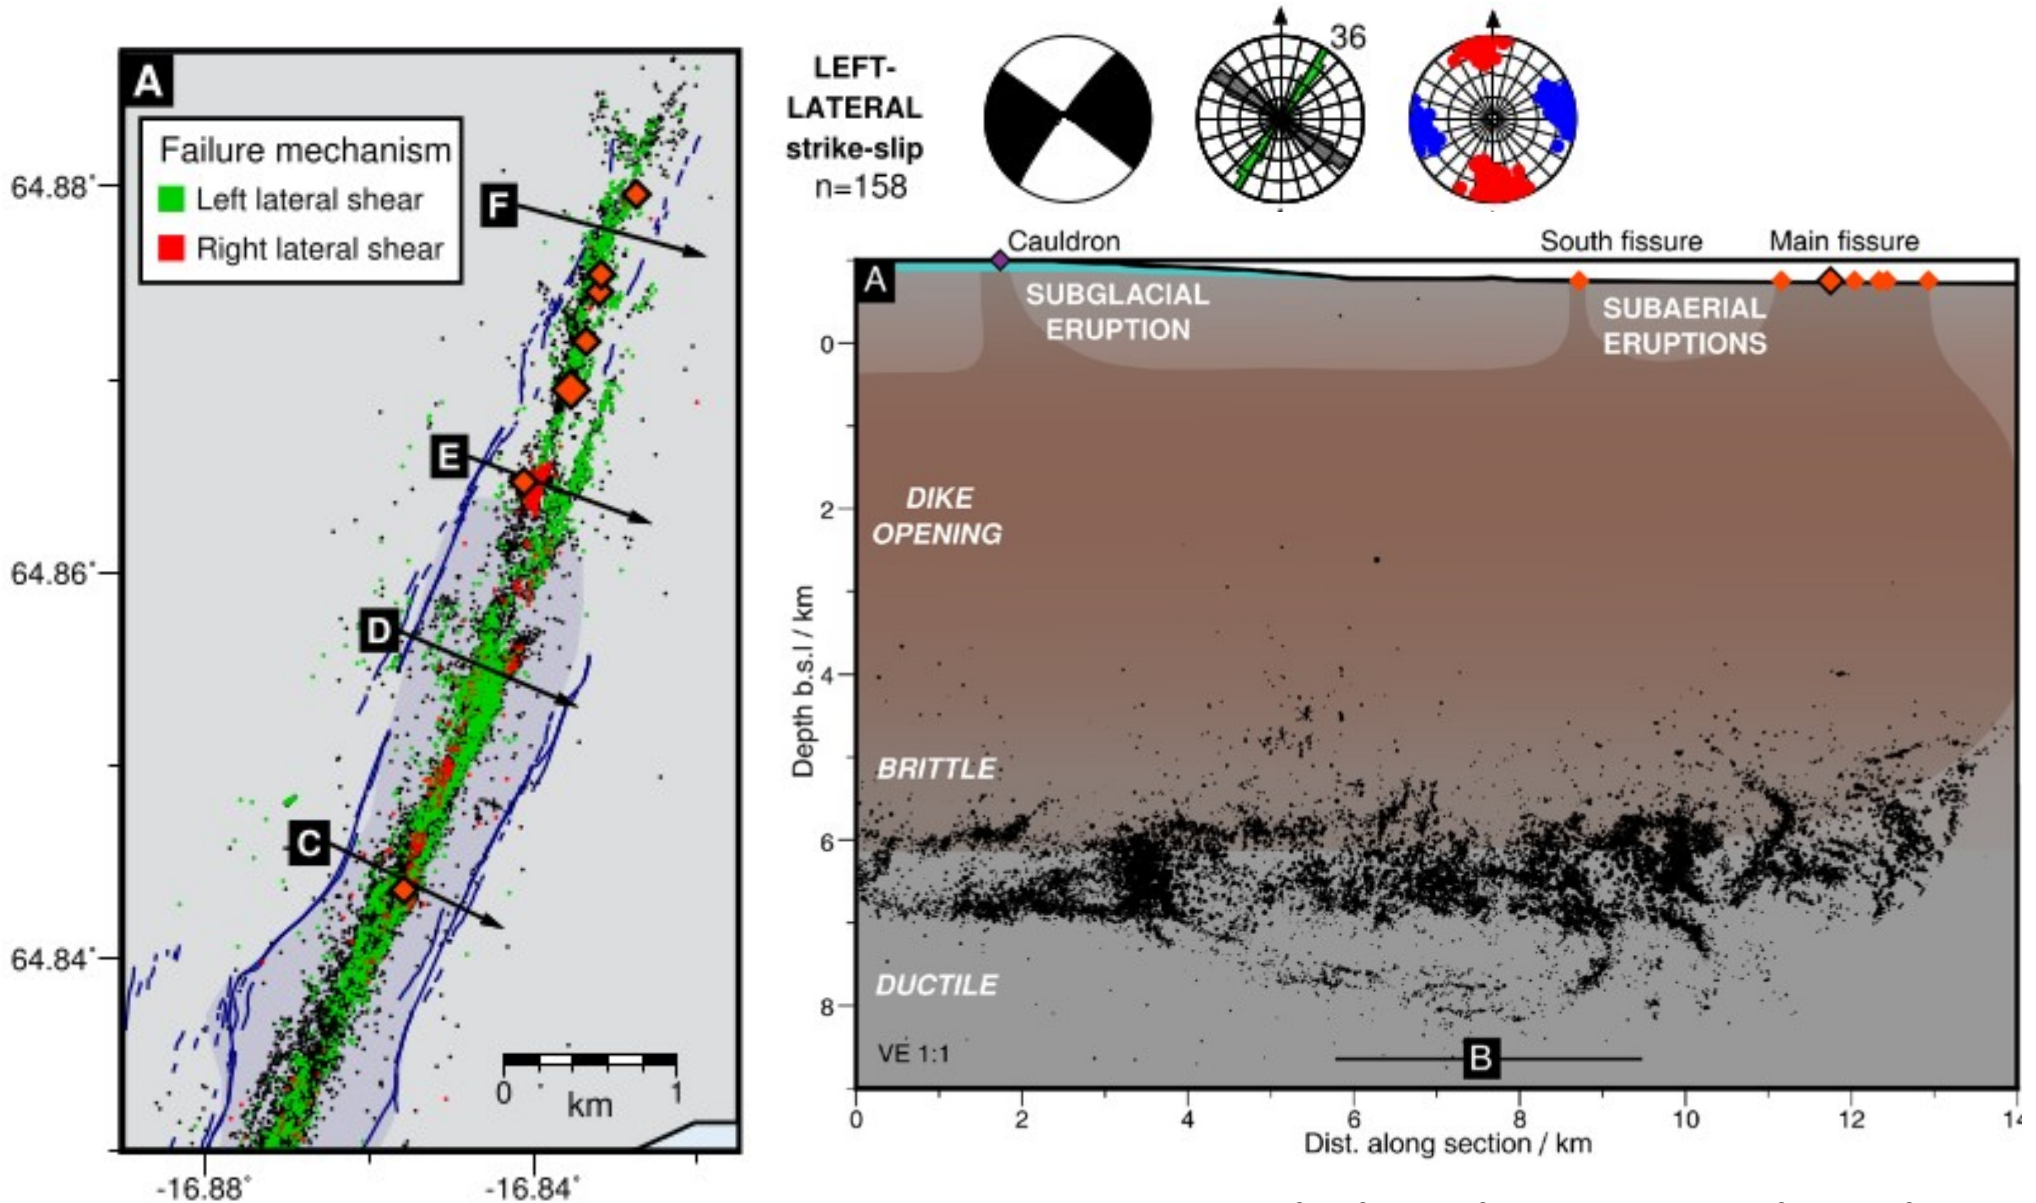 A
Failure mechanism
Left lateral shear
Right lateral shear
64.88°
64.86°
64.84°
F
E
D
C
0 1
km
-16.88° -16.84°
LEFT-
LATERAL
strike-slip
n=158
36
Cauldron South fissure Main fissure
A
SUBGLACIAL
ERUPTION
SUBAERIAL
ERUPTIONS
DIKE
OPENING
BRITTLE
DUCTILE
VE 1:1
B
Depth b.s.l / km
0
2
4
6
8
0 2 4 6 8 10 12 14
Dist. along section / km